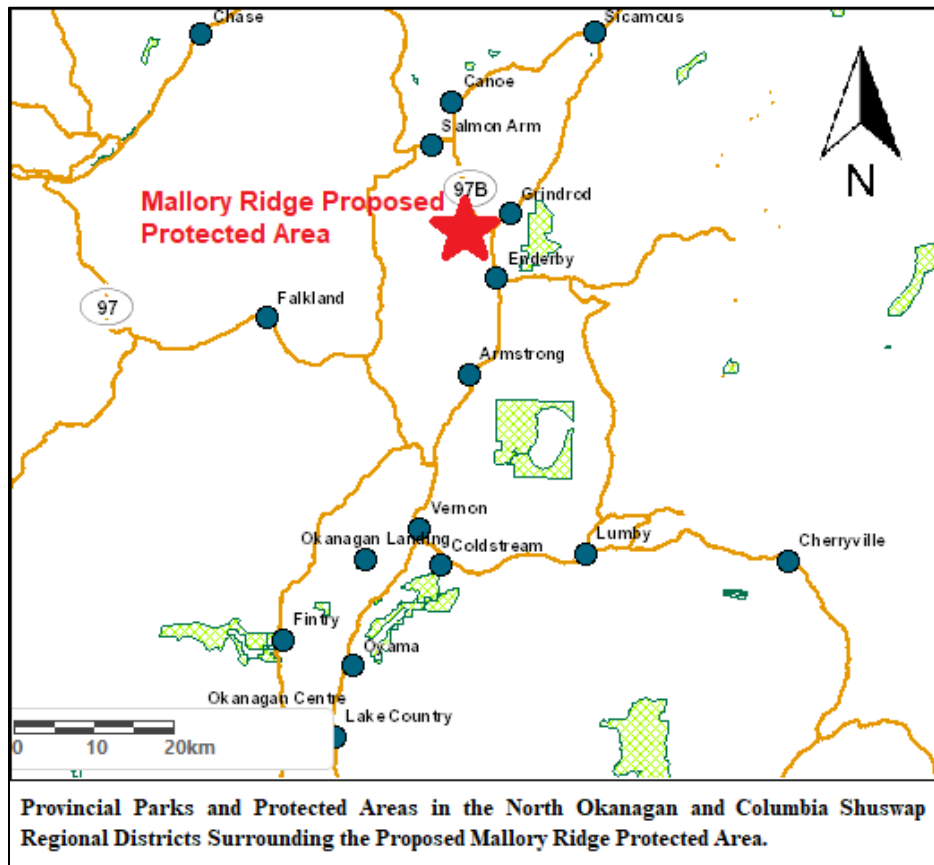 Chase
Sicamous
Canoe
Salmon Arm
N
97B
Mallory Ridge Proposed
Protected Area
Grindrod
Enderby
97
Falkland
Armstrong
Vernon
Okanagan Landing
Coldstream
Lumby
Cherryville
Fintry
Oyama
Okanagan Centre
Lake Country
0 10 20km
Provincial Parks and Protected Areas in the North Okanagan and Columbia Shuswap
Regional Districts Surrounding the Proposed Mallory Ridge Protected Area.